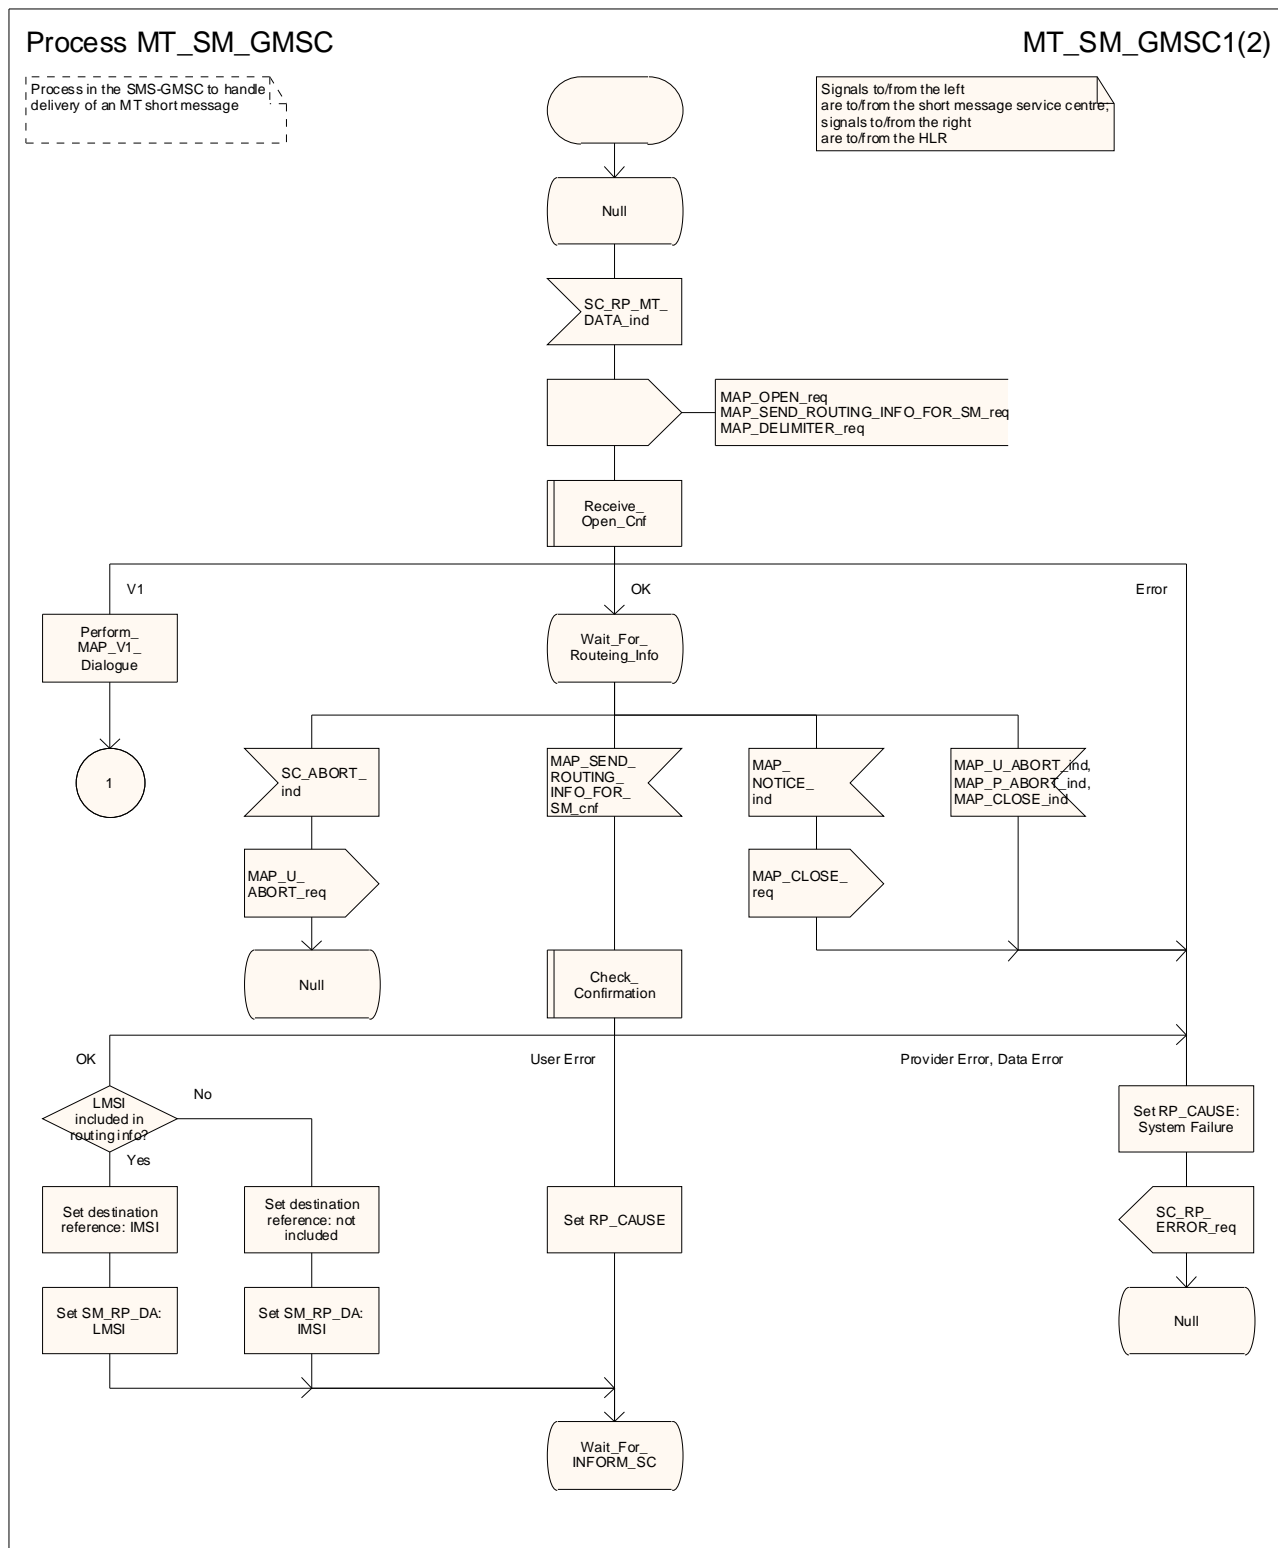 Process MT_SM_GMSC
MT_SM_GMSC1(2)
Process in the SMS-GMSC to handle
delivery of an MT short message
Signals to/from the left
are to/from the short message service centre;
signals to/from the right
are to/from the HLR
Null
SC_RP_MT_
DATA_ind
MAP_OPEN_req
MAP_SEND_ROUTING_INFO_FOR_SM_req
MAP_DELIMITER_req
Receive_
Open_Cnf
V1
OK
Error
Perform_
MAP_V1_
Dialogue
Wait_For_
Routeing_Info
1
SC_ABORT_
ind
MAP_SEND_
ROUTING_
INFO_FOR_
SM_cnf
MAP_
NOTICE_
ind
MAP_U_ABORT_ind,
MAP_P_ABORT_ind,
MAP_CLOSE_ind
MAP_U_
ABORT_req
MAP_CLOSE_
req
Null
Check_
Confirmation
OK
User Error
Provider Error, Data Error
LMSI
included in
routing info?
No
Yes
Set RP_CAUSE:
System Failure
Set destination
reference: IMSI
Set destination
reference: not
included
Set RP_CAUSE
SC_RP_
ERROR_req
Set SM_RP_DA:
LMSI
Set SM_RP_DA:
IMSI
Null
Wait_For_
INFORM_SC